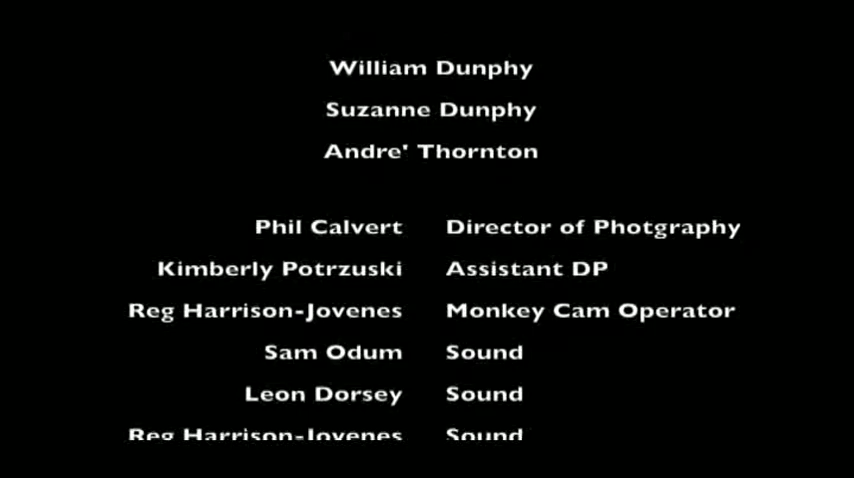 William Dunphy
Suzanne Dunphy
Andre' Thornton
Phil Calvert Director of Photgraphy
Kimberly Potrzuski Assistant DP
Reg Harrison-Jovenes Monkey Cam Operator
Sam Odum Sound
Leon Dorsey Sound
Reg Harrison-Jovenes Sound